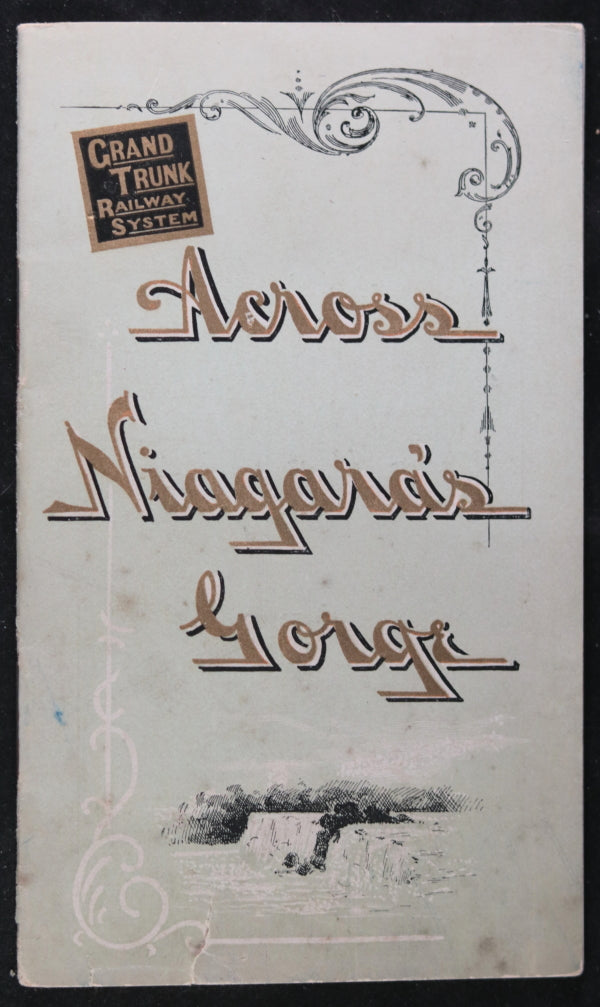 GRAND
TRUNK
RAILWAY
SYSTEM
Across
Niagara's
Gorge